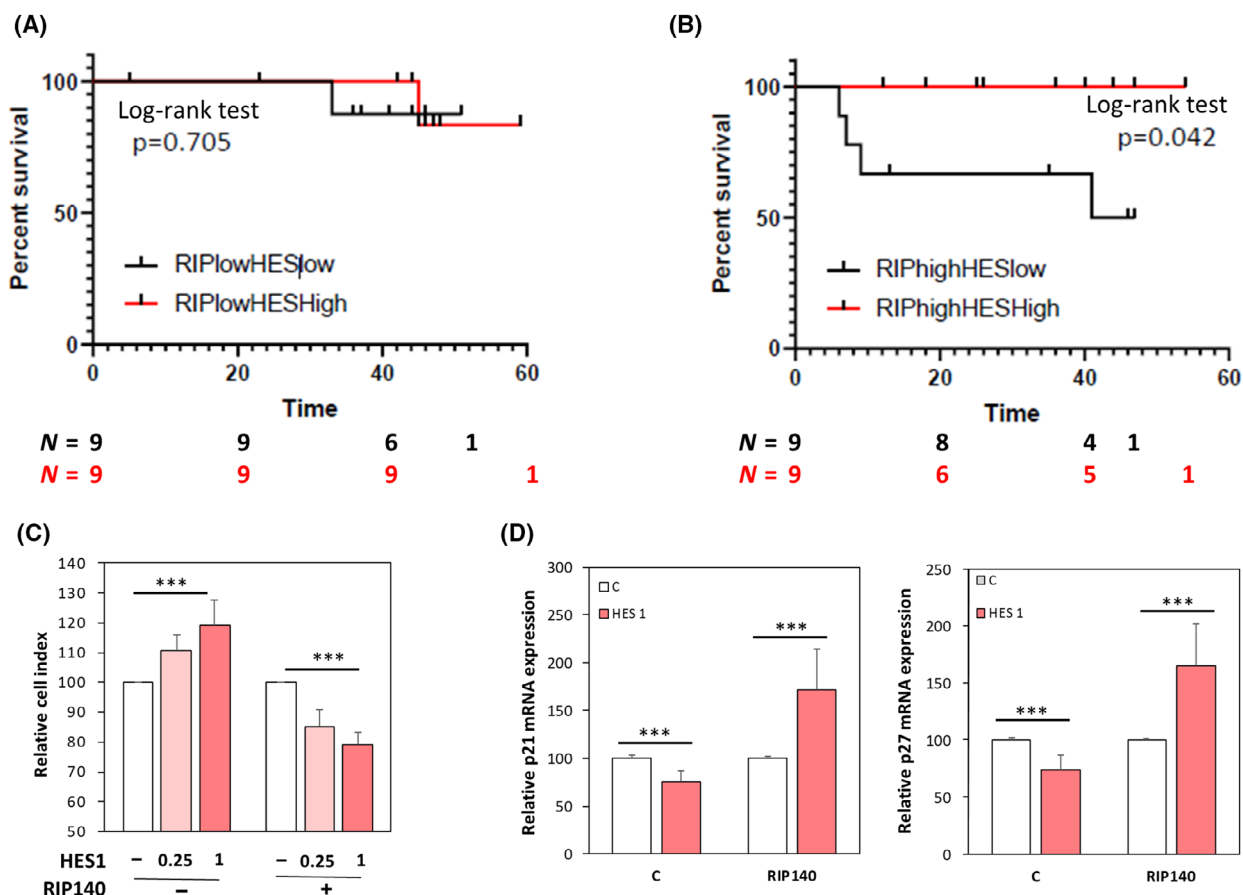 (A)
100
50
0
Percent survival
Log-rank test
p=0.705
RIPlowHESlow
RIPlowHESHigh
0 20 40 60
Time
N = 9 9 6 1
N = 9 9 9 1
(B)
100
50
0
Percent survival
Log-rank test
p=0.042
RIPhighHESlow
RIPhighHESHigh
0 20 40 60
Time
N = 9 8 4 1
N = 9 6 5 1
(C)
140
130
120
110
100
90
80
70
60
50
Relative cell index
***
***
HES1 – 0.25 1 – 0.25 1
RIP140 – +
(D)
300
250
200
150
100
50
0
Relative p21 mRNA expression
C
HES 1
***
***
C RIP140
250
200
150
100
50
0
Relative p27 mRNA expression
C
HES 1
***
***
C RIP140